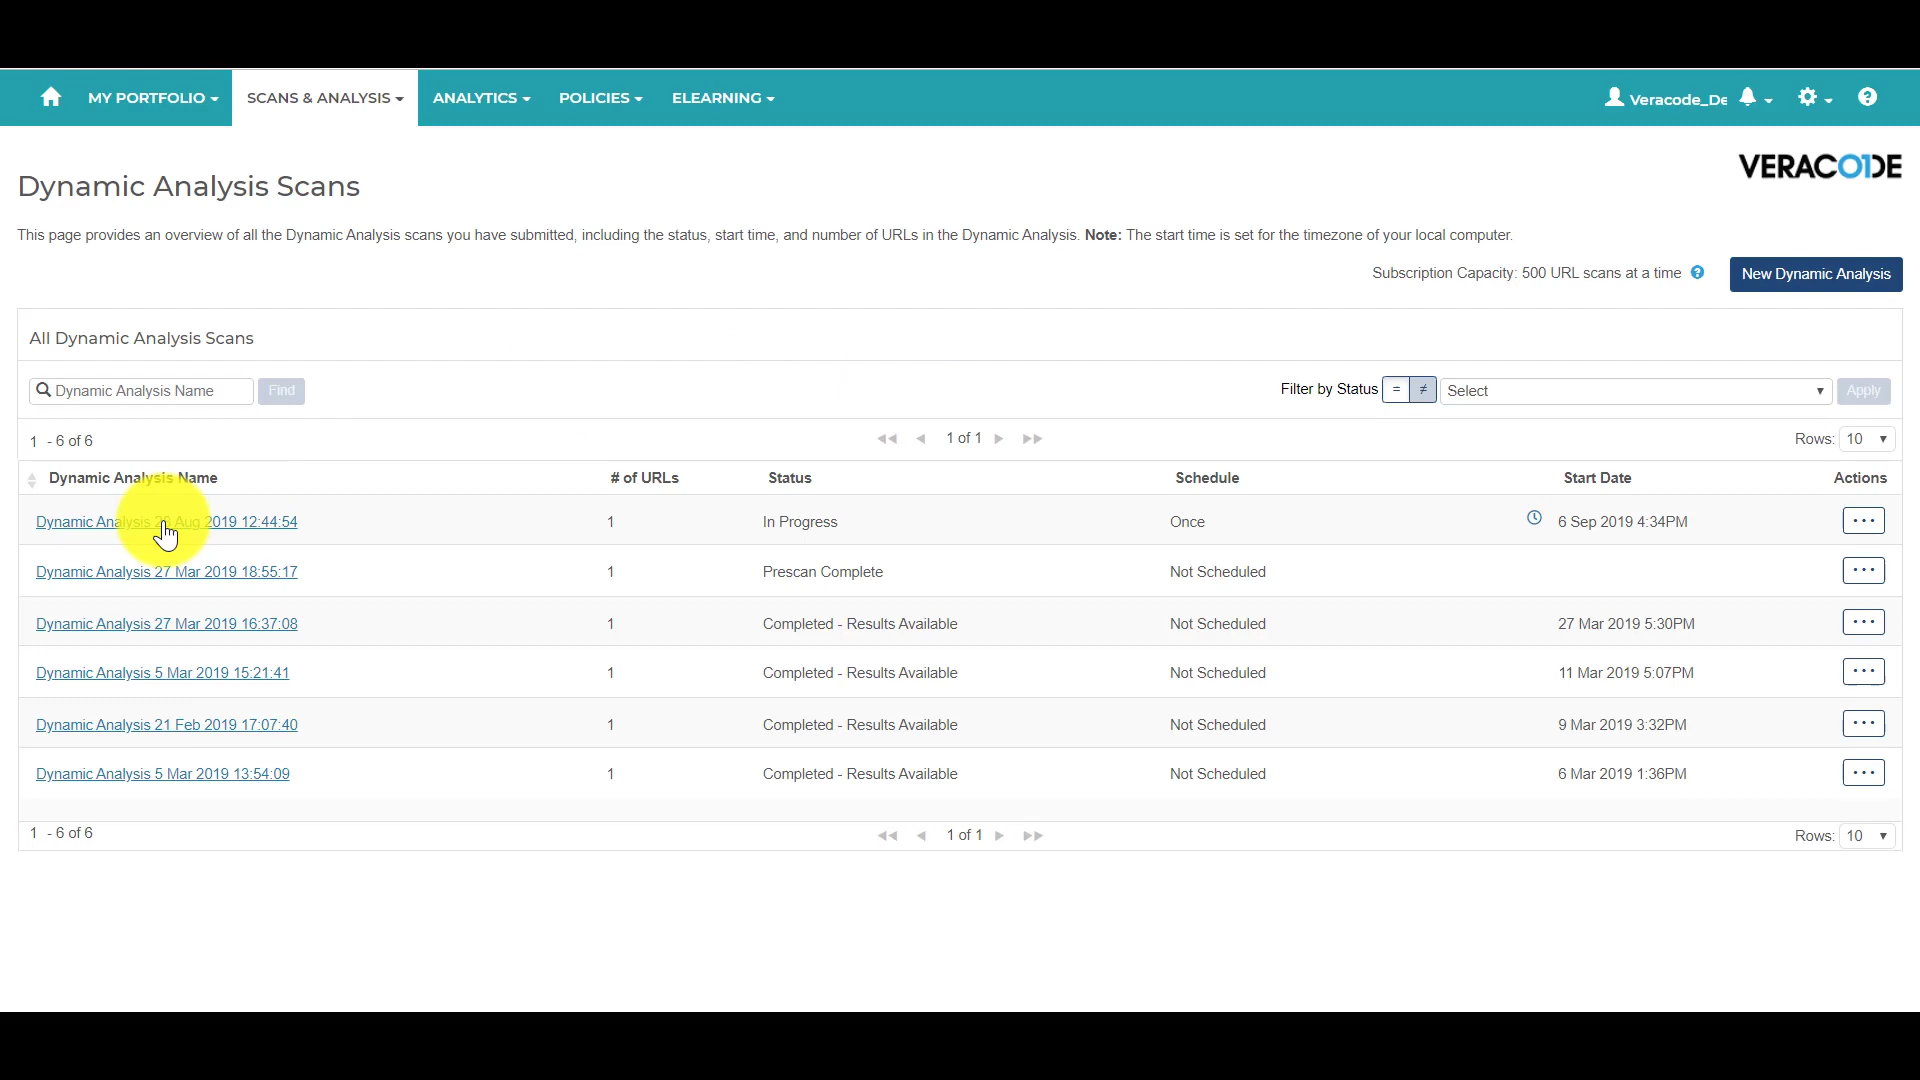 MY PORTFOLIO
SCANS & ANALYSIS
ANALYTICS
POLICIES
ELEARNING
Veracode_De
VERACODE
Dynamic Analysis Scans
This page provides an overview of all the Dynamic Analysis scans you have submitted, including the status, start time, and number of URLs in the Dynamic Analysis. Note: The start time is set for the timezone of your local computer.
Subscription Capacity: 500 URL scans at a time ?
New Dynamic Analysis
All Dynamic Analysis Scans
Dynamic Analysis Name Find Filter by Status = ≠ Select Apply
1 - 6 of 6 1 of 1 Rows: 10
Dynamic Analysis Name # of URLs Status Schedule Start Date Actions
Dynamic Analysis 28 Aug 2019 12:44:54 1 In Progress Once 6 Sep 2019 4:34PM
Dynamic Analysis 27 Mar 2019 18:55:17 1 Prescan Complete Not Scheduled
Dynamic Analysis 27 Mar 2019 16:37:08 1 Completed - Results Available Not Scheduled 27 Mar 2019 5:30PM
Dynamic Analysis 5 Mar 2019 15:21:41 1 Completed - Results Available Not Scheduled 11 Mar 2019 5:07PM
Dynamic Analysis 21 Feb 2019 17:07:40 1 Completed - Results Available Not Scheduled 9 Mar 2019 3:32PM
Dynamic Analysis 5 Mar 2019 13:54:09 1 Completed - Results Available Not Scheduled 6 Mar 2019 1:36PM
1 - 6 of 6 1 of 1 Rows: 10